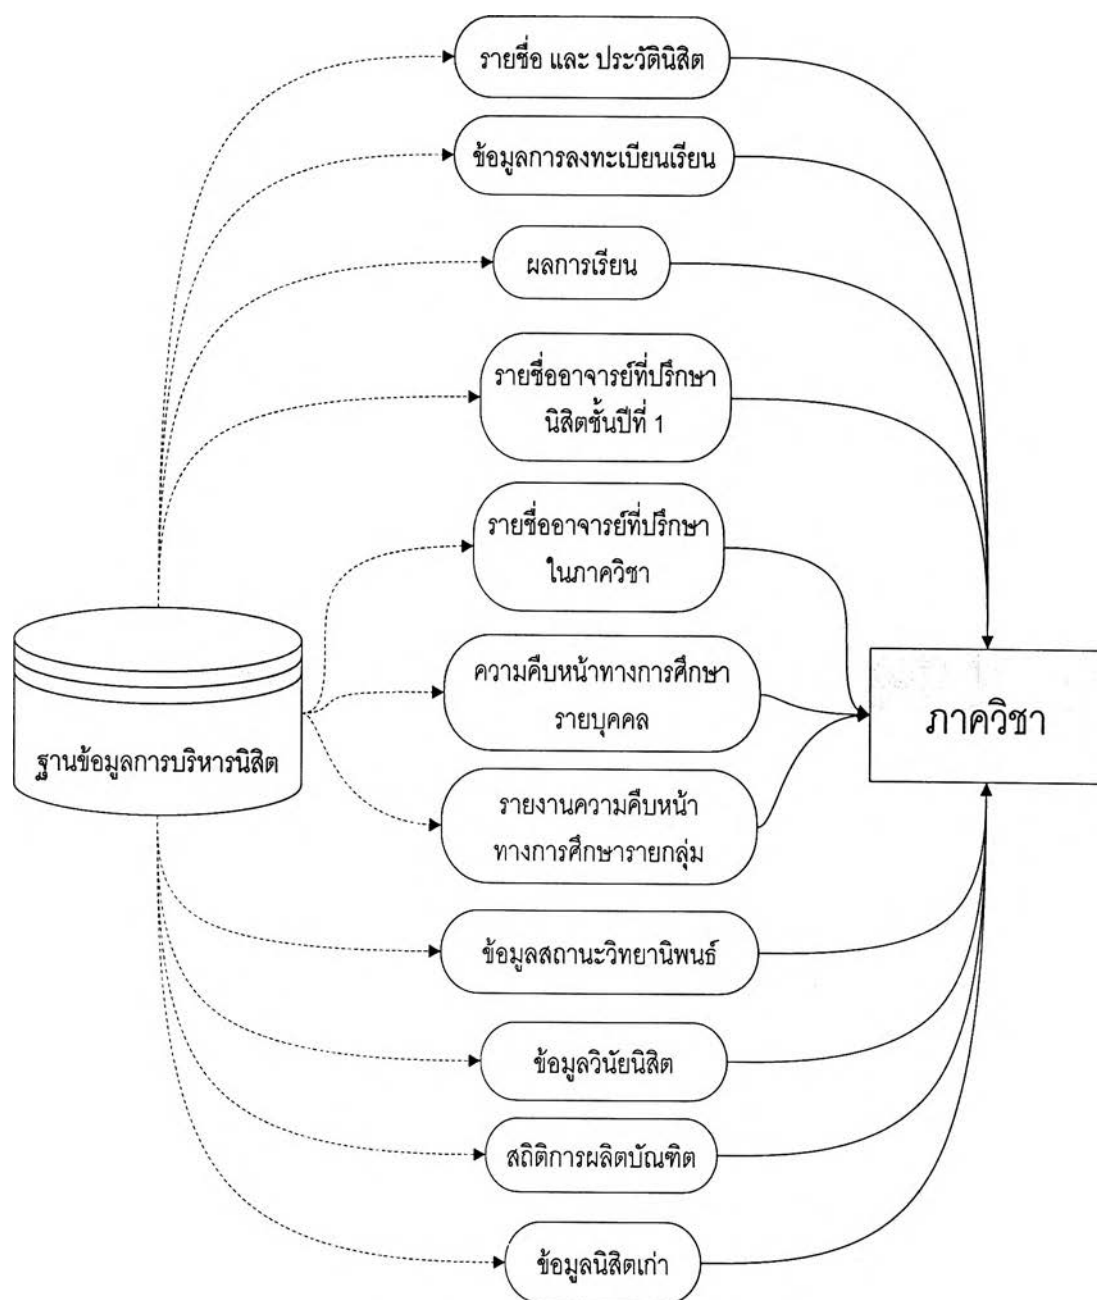 รายชื่อ และ ประวัตินิสิต
ข้อมูลการลงทะเบียนเรียน
ผลการเรียน
รายชื่ออาจารย์ที่ปรึกษา
นิสิตชั้นปีที่ 1
รายชื่ออาจารย์ที่ปรึกษา
ในภาควิชา
ความคืบหน้าทางการศึกษา
รายบุคคล
ฐานข้อมูลการบริหารนิสิต
ภาควิชา
รายงานความคืบหน้า
ทางการศึกษารายกลุ่ม
ข้อมูลสถานะวิทยานิพนธ์
ข้อมูลวินัยนิสิต
สถิติการผลิตบัณฑิต
ข้อมูลนิสิตเก่า